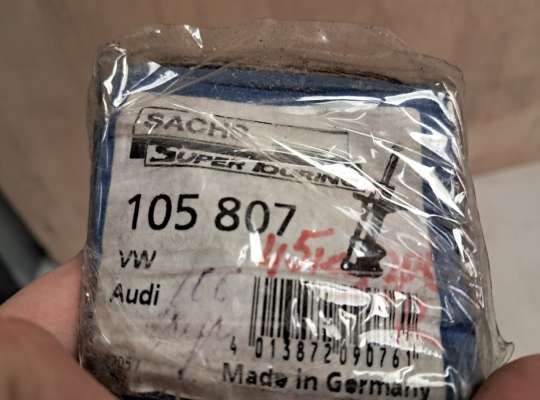 SACHS
SUPER TOURING
105 807
VW
Audi
4 013872 090761
Made in Germany